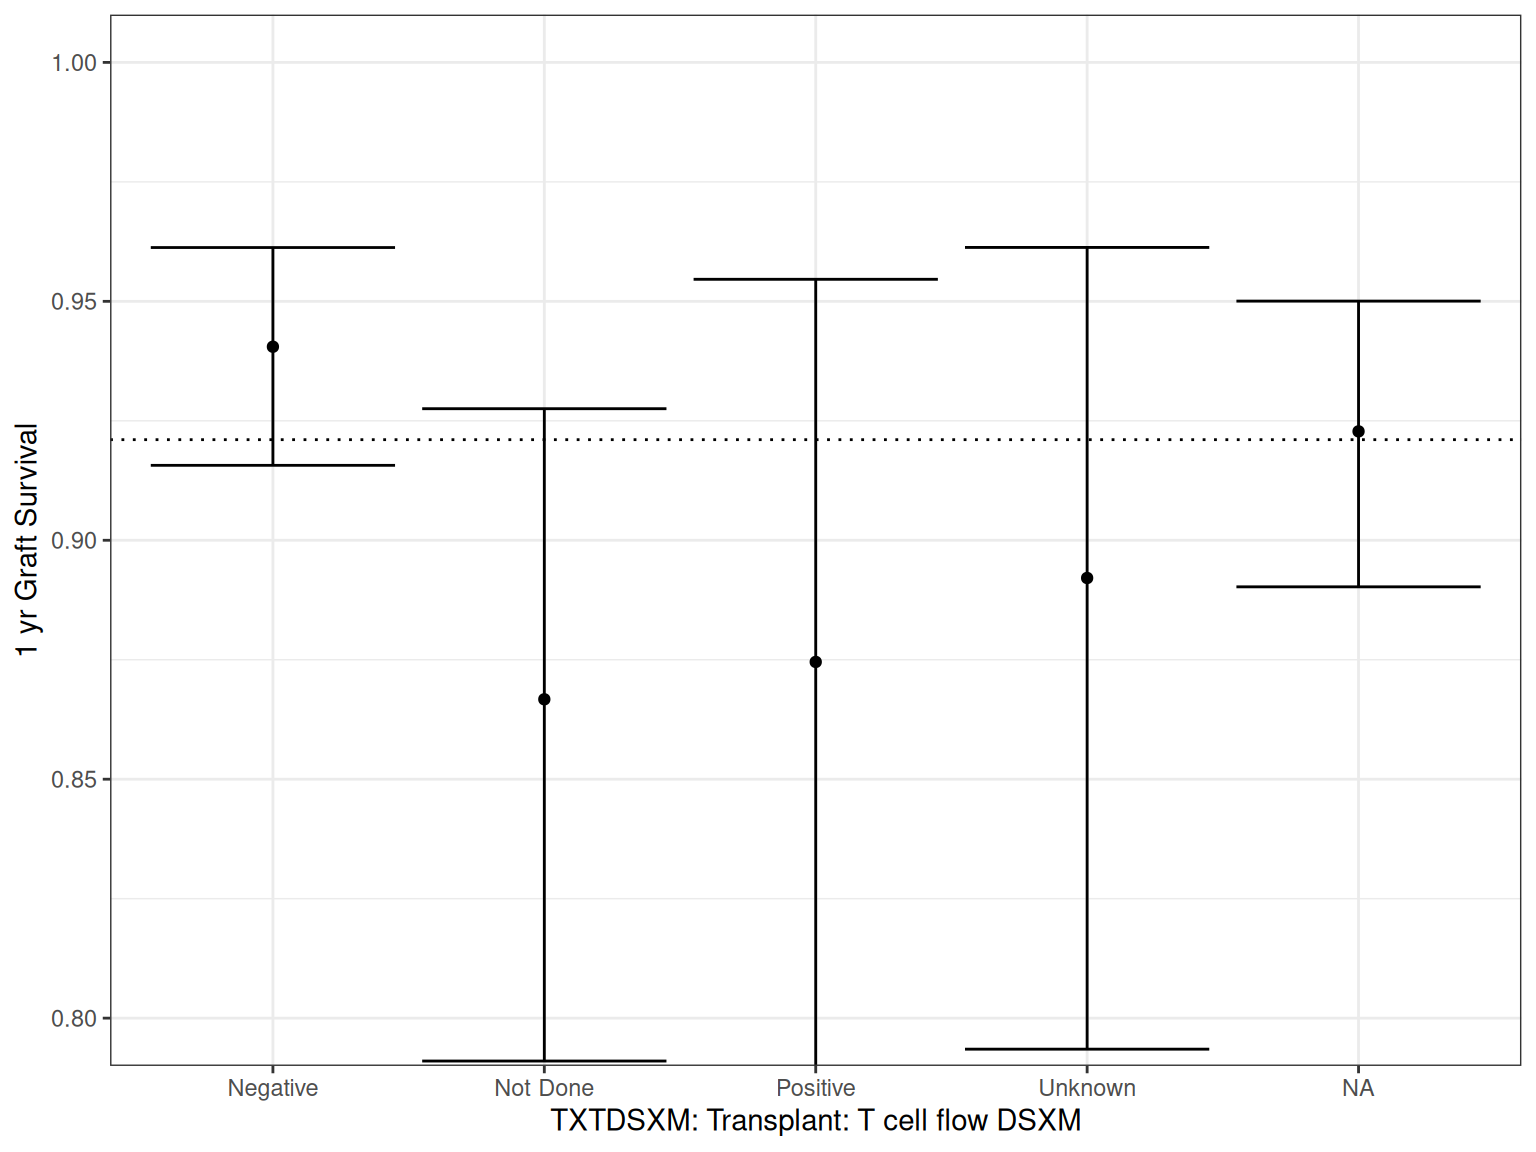 1.00
0.95
0.90
0.85
0.80
1 yr Graft Survival
Negative Not Done Positive Unknown NA
TXTDSXM: Transplant: T cell flow DSXM